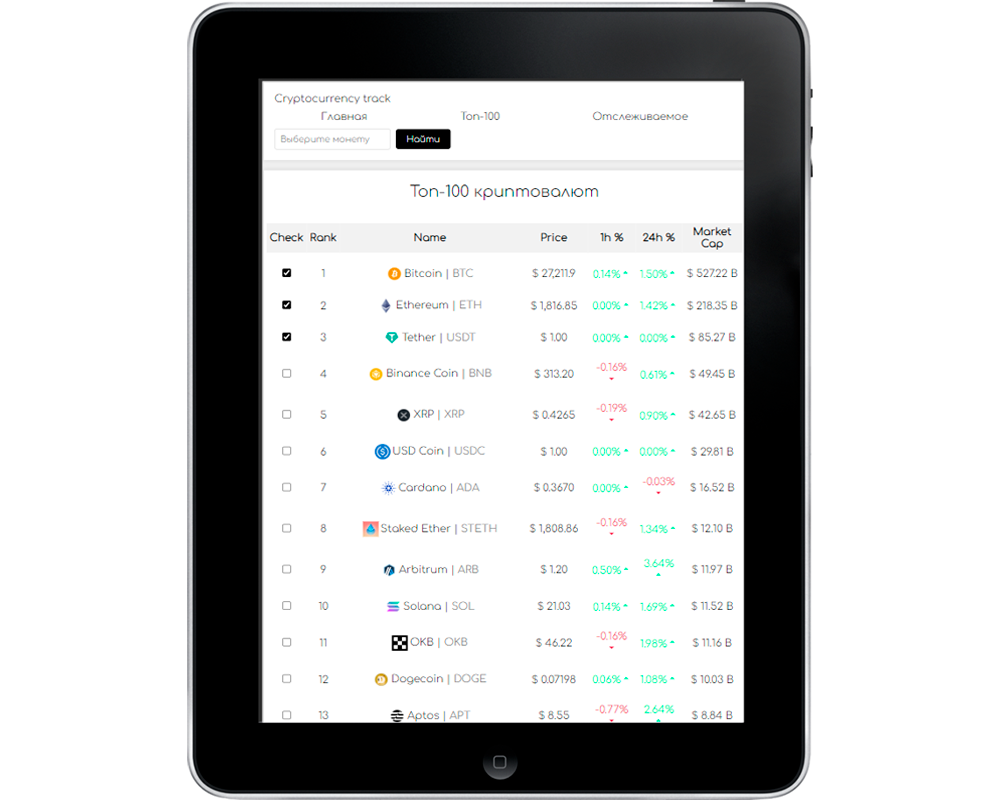 Cryptocurrency track
Главная Топ-100 Отслеживаемое
Выберите монету Найти
Топ-100 криптовалют
Check Rank Name Price 1h % 24h % Market Cap
1 Bitcoin | BTC $ 27,211.9 0.14% 1.50% $ 527.22 B
2 Ethereum | ETH $ 1,816.85 0.00% 1.42% $ 218.35 B
3 Tether | USDT $ 1.00 0.00% 0.00% $ 85.27 B
4 Binance Coin | BNB $ 313.20 -0.16% 0.61% $ 49.45 B
5 XRP | XRP $ 0.4265 -0.19% 0.90% $ 42.65 B
6 USD Coin | USDC $ 1.00 0.00% 0.00% $ 29.81 B
7 Cardano | ADA $ 0.3670 0.00% -0.03% $ 16.52 B
8 Staked Ether | STETH $ 1,808.86 -0.16% 1.34% $ 12.10 B
9 Arbitrum | ARB $ 1.20 0.50% 3.64% $ 11.97 B
10 Solana | SOL $ 21.03 0.14% 1.69% $ 11.52 B
11 OKB | OKB $ 46.22 -0.16% 1.98% $ 11.16 B
12 Dogecoin | DOGE $ 0.07198 0.06% 1.08% $ 10.03 B
13 Aptos | APT $ 8.55 -0.77% 2.64% $ 8.84 B